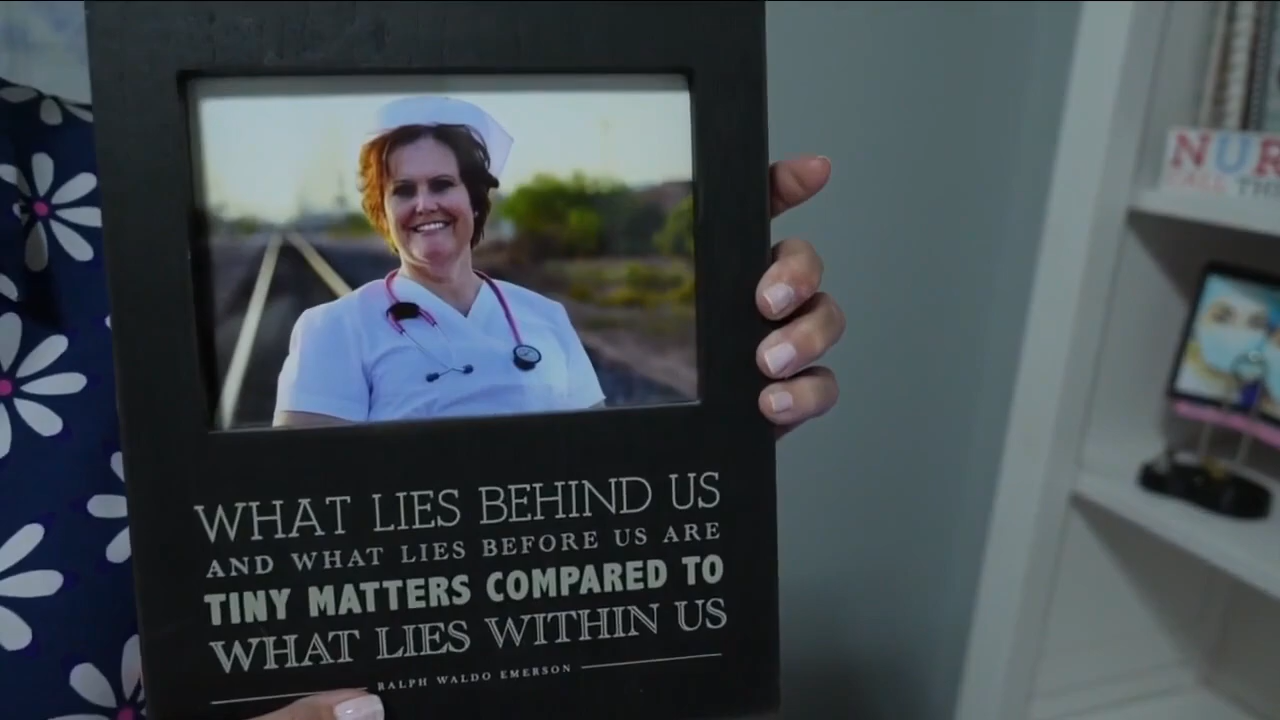 WHAT LIES BEHIND US
AND WHAT LIES BEFORE US ARE
TINY MATTERS COMPARED TO
WHAT LIES WITHIN US
RALPH WALDO EMERSON
NUR